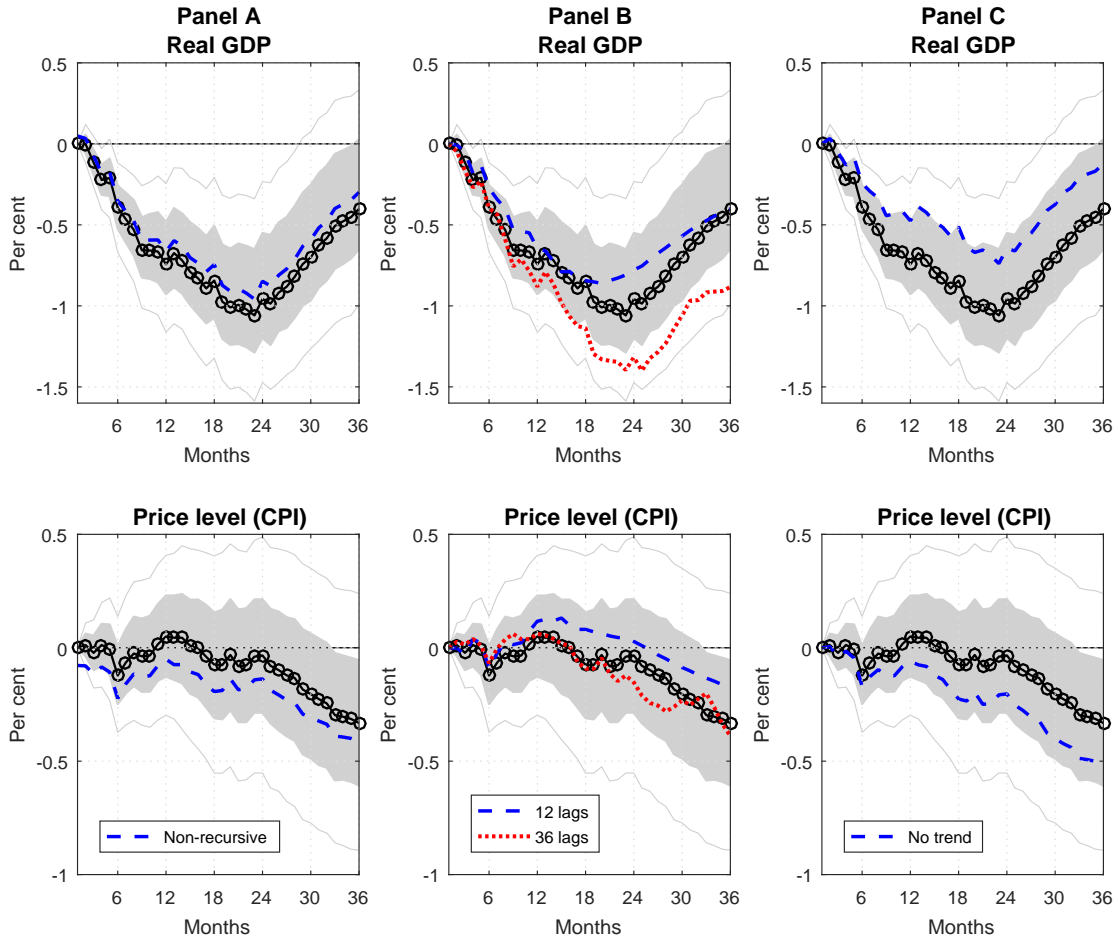 Panel A
Real GDP
Panel B
Real GDP
Panel C
Real GDP
0.5
0
-0.5
-1
-1.5
Per cent
6 12 18 24 30 36
Months
0.5
0
-0.5
-1
-1.5
Per cent
6 12 18 24 30 36
Months
0.5
0
-0.5
-1
-1.5
Per cent
6 12 18 24 30 36
Months
Price level (CPI)
Price level (CPI)
Price level (CPI)
0.5
0
-0.5
-1
Per cent
Non-recursive
6 12 18 24 30 36
Months
0.5
0
-0.5
-1
Per cent
12 lags
36 lags
6 12 18 24 30 36
Months
0.5
0
-0.5
-1
Per cent
No trend
6 12 18 24 30 36
Months